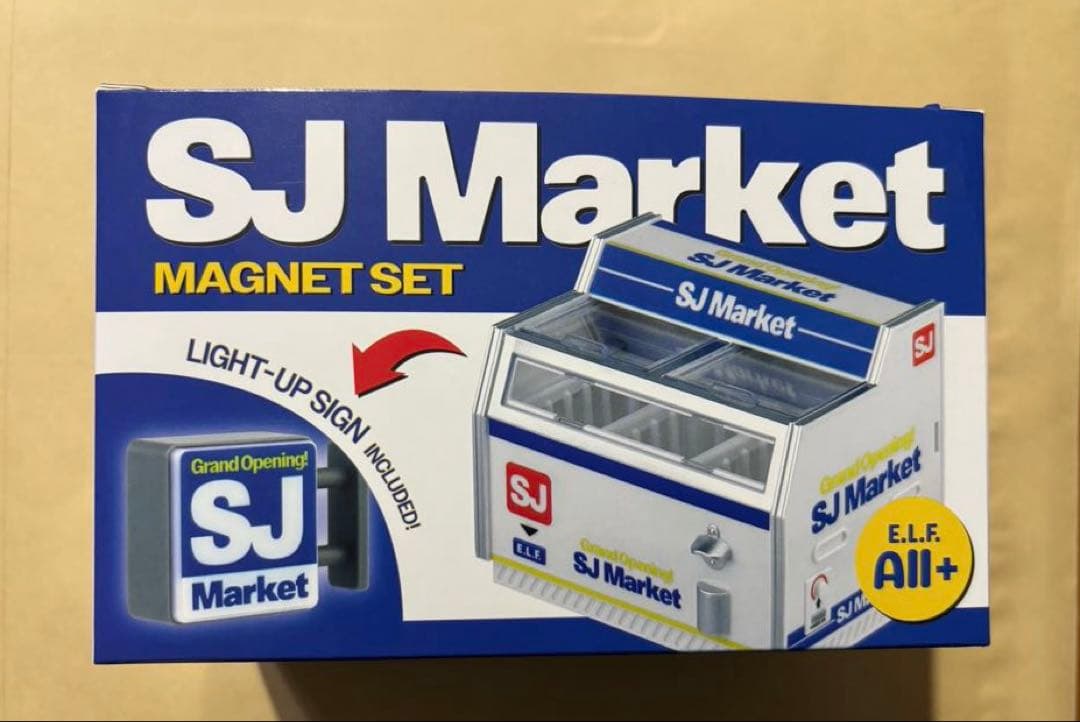 SJ Market
MAGNET SET
LIGHT-UP SIGN INCLUDED!
Grand Opening!
SJ
Market
Grand Opening!
SJ Market
SJ Market
SJ
SJ
E.L.F.
Grand Opening!
SJ Market
Grand Opening!
SJ Market
E.L.F.
All+